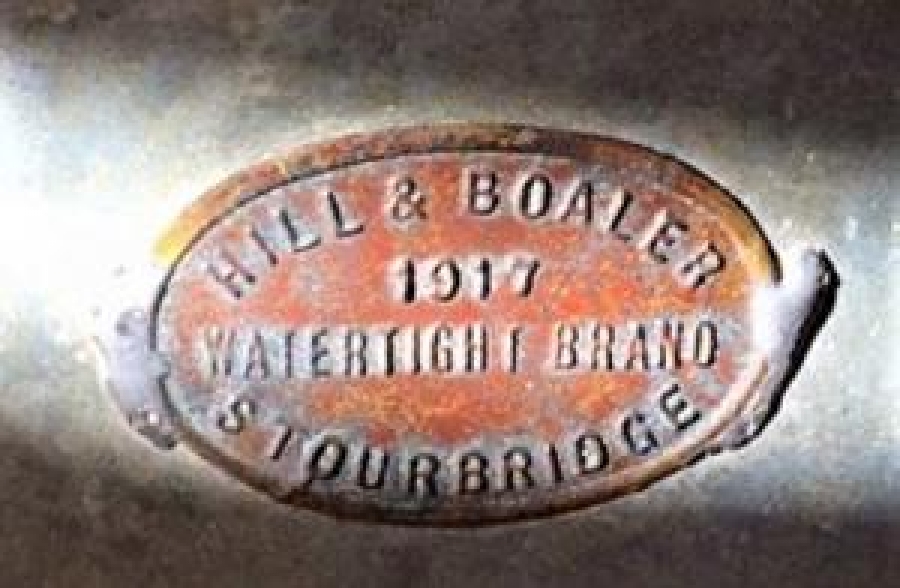 HILL & BOALER
1917
WATERTIGHT BRAND
STOURBRIDGE